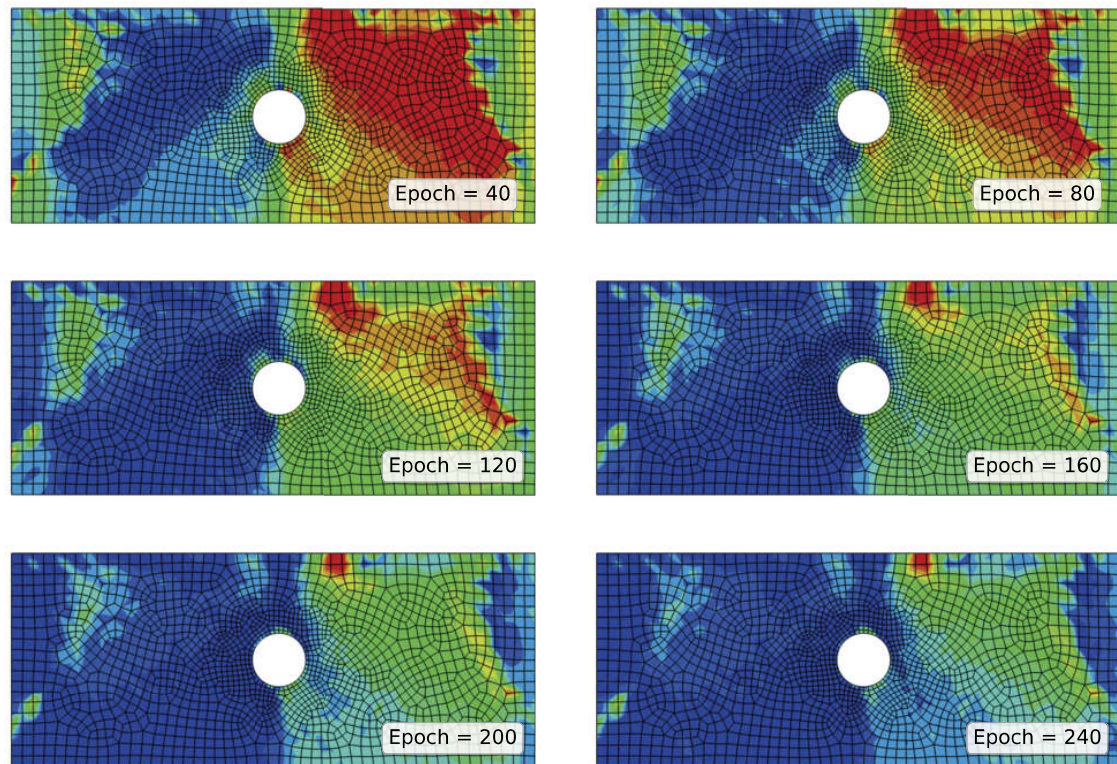 Epoch = 40
Epoch = 80
Epoch = 120
Epoch = 160
Epoch = 200
Epoch = 240